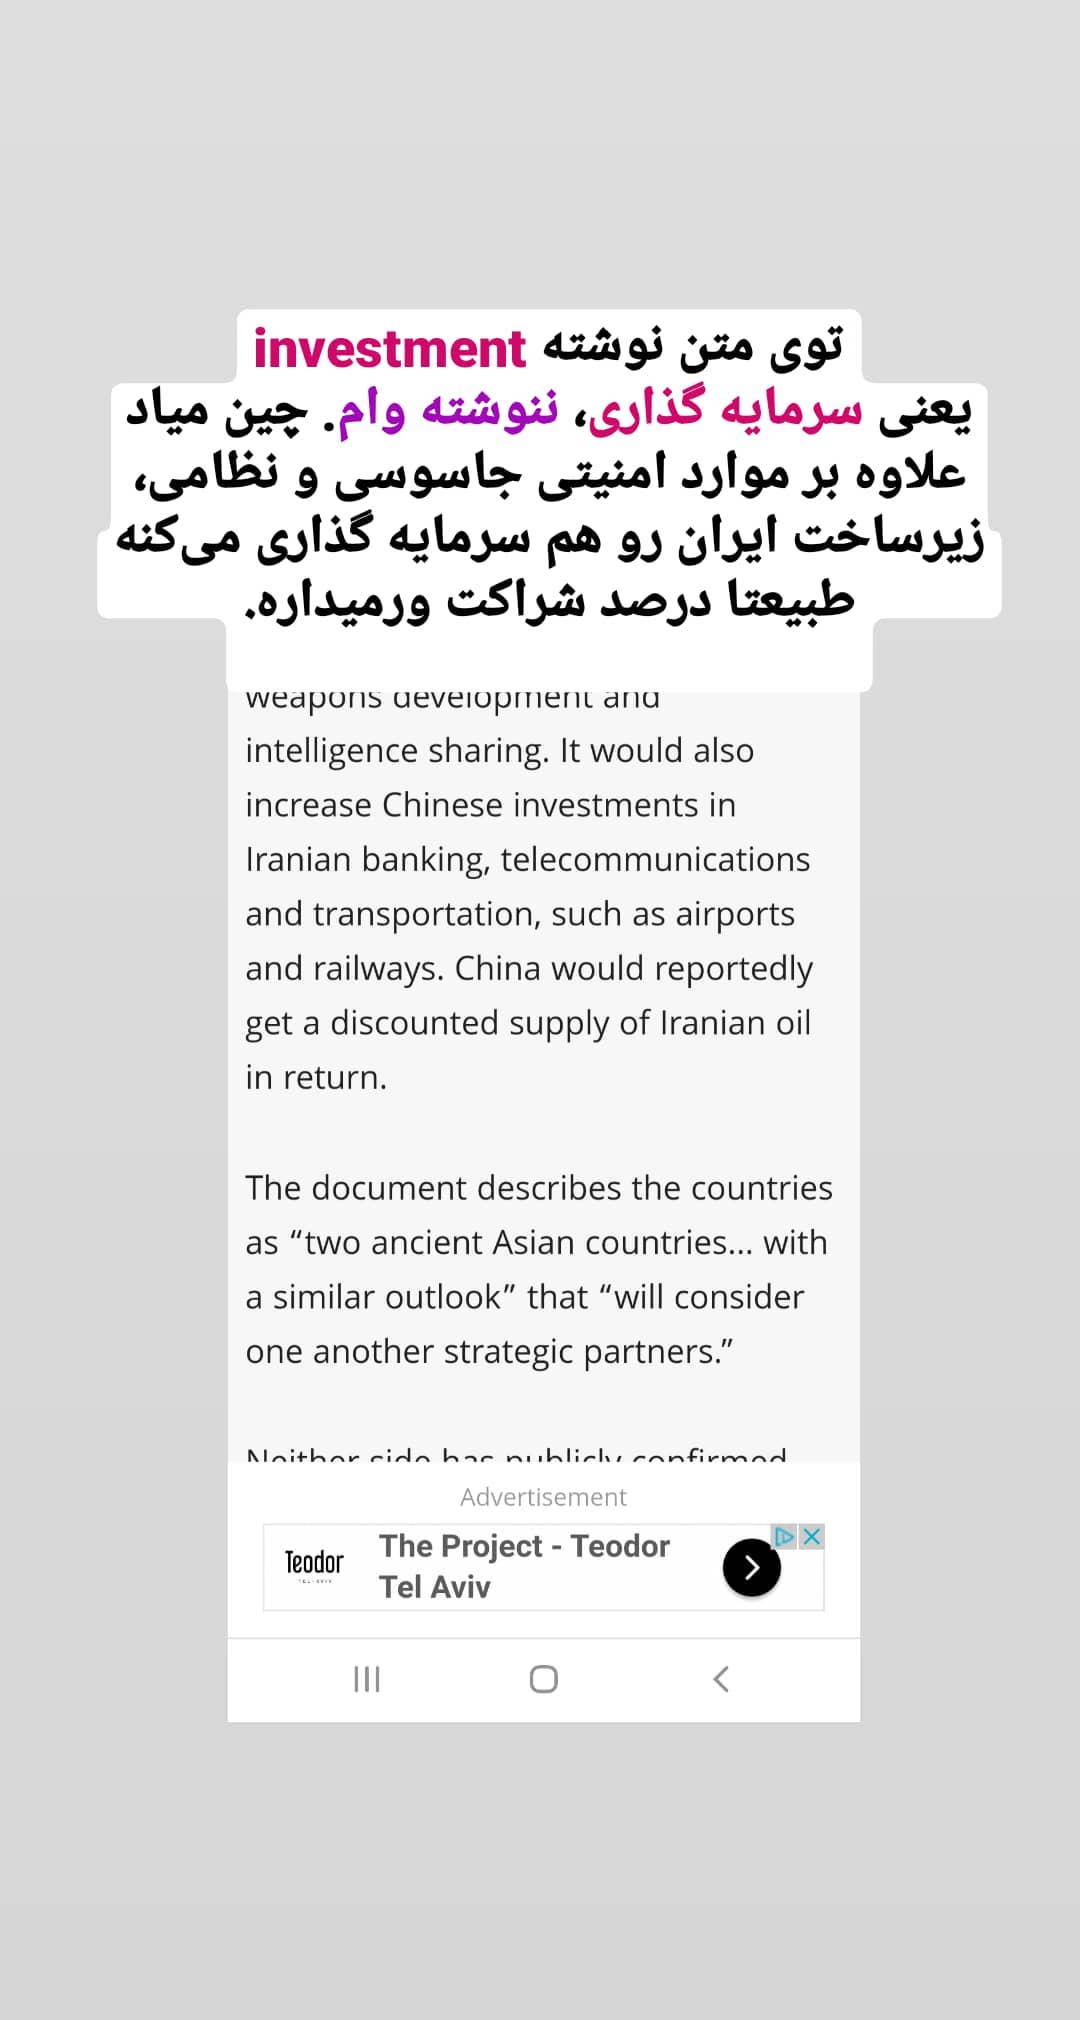 توی متن نوشته investment
یعنی سرمایه گذاری، ننوشته وام. چین میاد
علاوه بر موارد امنیتی جاسوسی و نظامی،
زیرساخت ایران رو هم سرمایه گذاری می‌کنه
طبیعتا درصد شراکت ورمیداره.
weapons development and
intelligence sharing. It would also
increase Chinese investments in
Iranian banking, telecommunications
and transportation, such as airports
and railways. China would reportedly
get a discounted supply of Iranian oil
in return.
The document describes the countries
as “two ancient Asian countries... with
a similar outlook” that “will consider
one another strategic partners.”
Neither side has publicly confirmed
Advertisement
Teodor
TEL-AVIV
The Project - Teodor
Tel Aviv